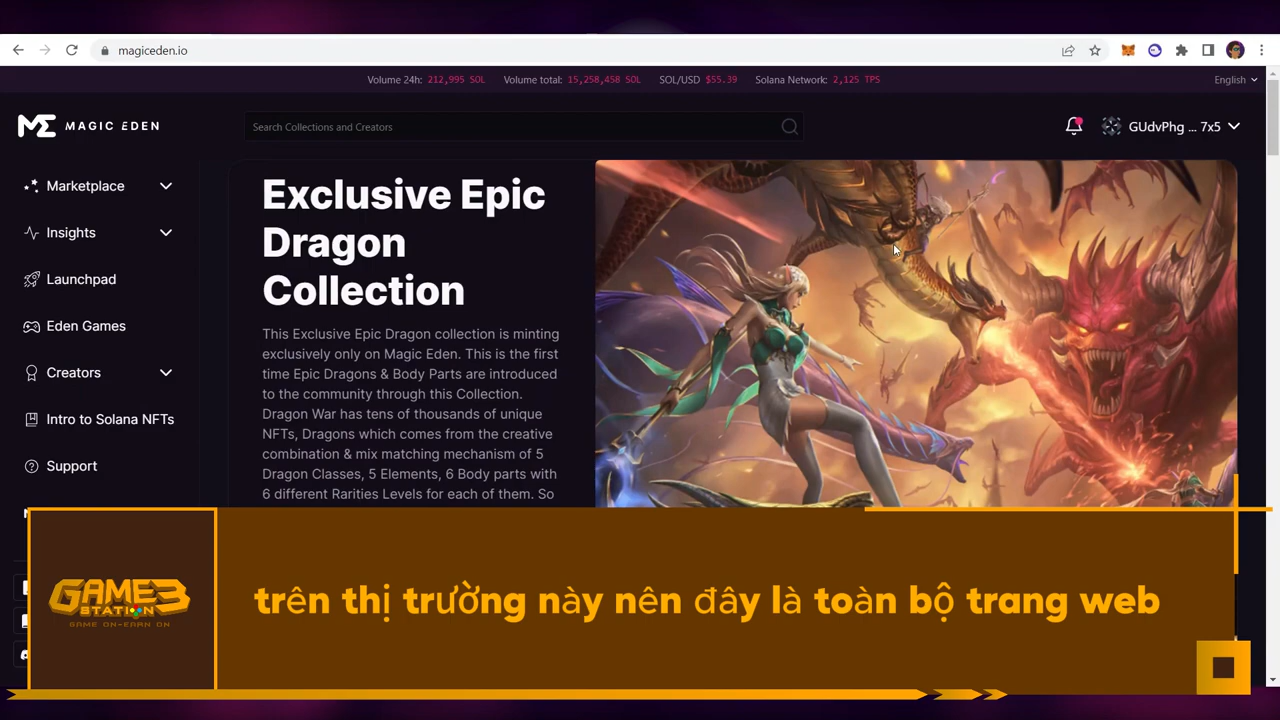 magiceden.io
Volume 24h: 212,995 SOL Volume total: 15,258,458 SOL SOL/USD $55.39 Solana Network: 2,125 TPS
English
MAGIC EDEN
Search Collections and Creators
GUdvPhg ... 7x5
Marketplace
Insights
Launchpad
Eden Games
Creators
Intro to Solana NFTs
Support
Exclusive Epic
Dragon
Collection
This Exclusive Epic Dragon collection is minting
exclusively only on Magic Eden. This is the first
time Epic Dragons & Body Parts are introduced
to the community through this Collection.
Dragon War has tens of thousands of unique
NFTs, Dragons which comes from the creative
combination & mix matching mechanism of 5
Dragon Classes, 5 Elements, 6 Body parts with
6 different Rarities Levels for each of them. So
GAME3
STATION
GAME ON-EARN ON
trên thị trường này nên đây là toàn bộ trang web